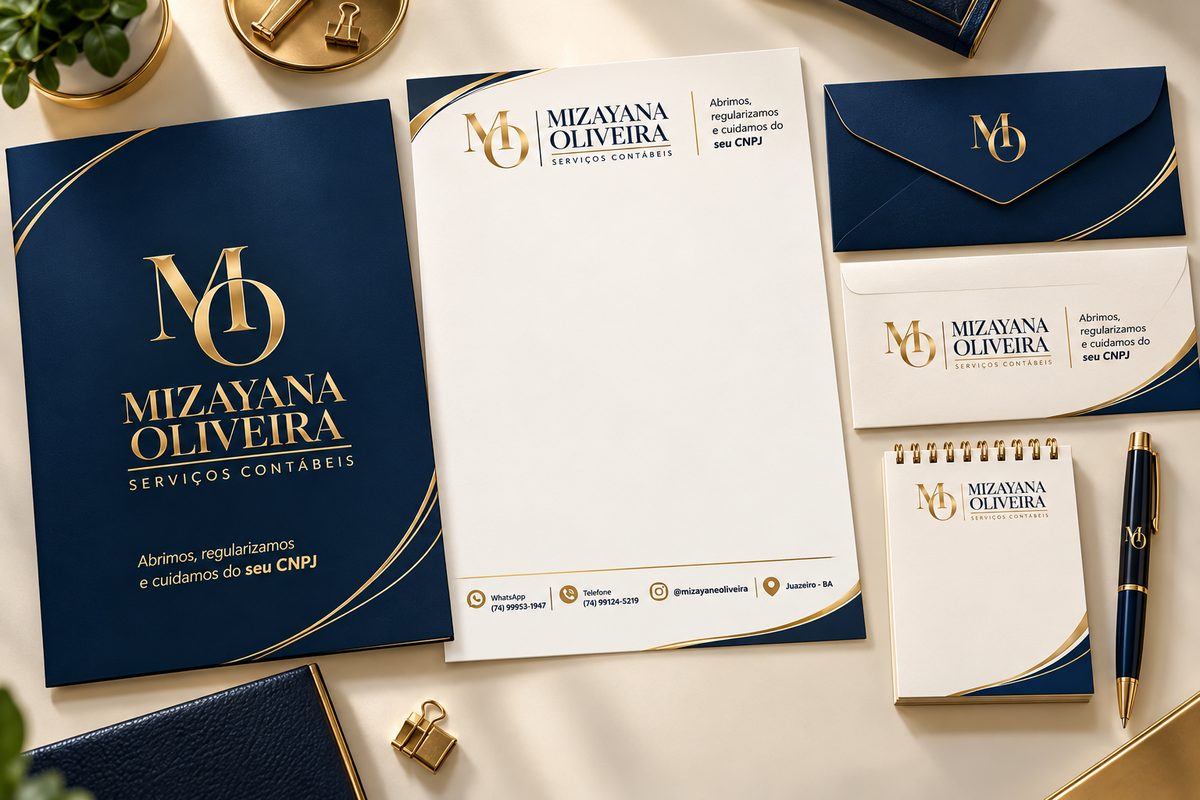 MO
MIZAYANA
OLIVEIRA
SERVIÇOS CONTÁBEIS
Abrimos, regularizamos
e cuidamos do seu CNPJ
MO
MIZAYANA
OLIVEIRA
SERVIÇOS CONTÁBEIS
Abrimos,
regularizamos
e cuidamos do
seu CNPJ
WhatsApp
(74) 99953-1947
Telefone
(74) 99124-5219
@mizayaneoliveira
Juazeiro - BA
MO
MO
MIZAYANA
OLIVEIRA
SERVIÇOS CONTÁBEIS
Abrimos,
regularizamos
e cuidamos do
seu CNPJ
MO
MIZAYANA
OLIVEIRA
SERVIÇOS CONTÁBEIS
MO